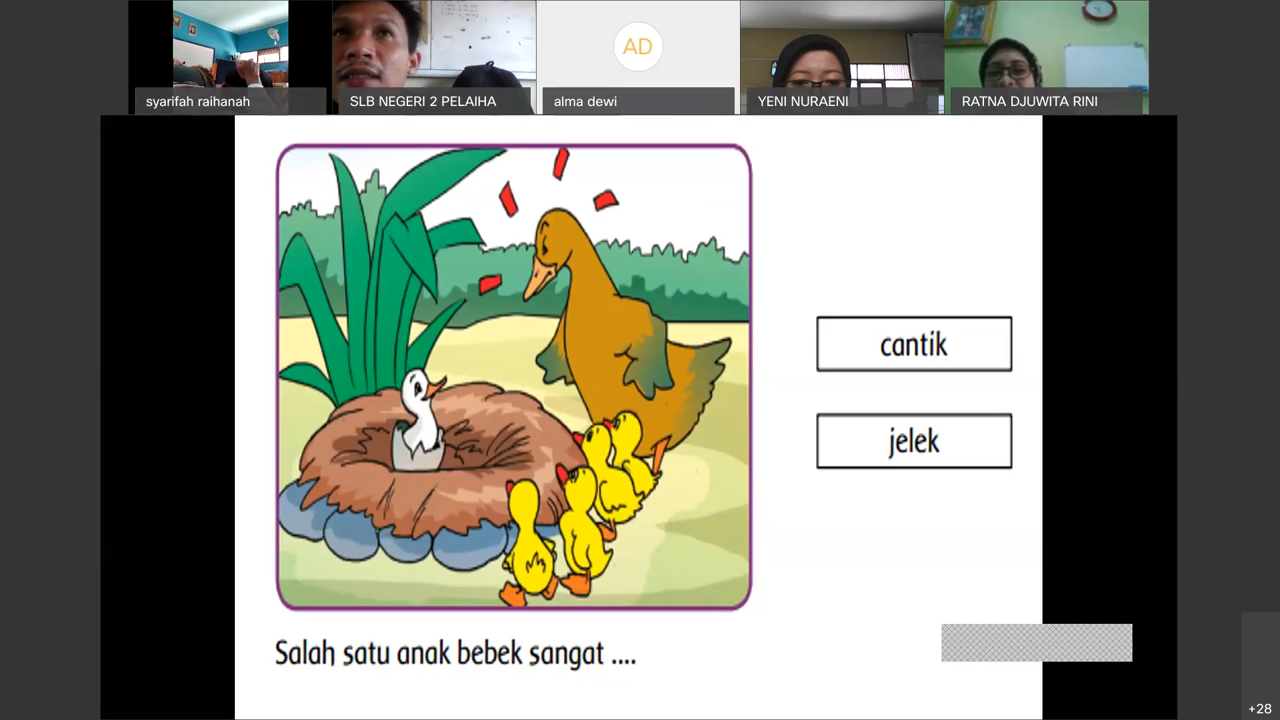 syarifah raihanah
SLB NEGERI 2 PELAIHA
AD
alma dewi
YENI NURAENI
RATNA DJUWITA RINI
cantik
jelek
Salah satu anak bebek sangat ....
+28